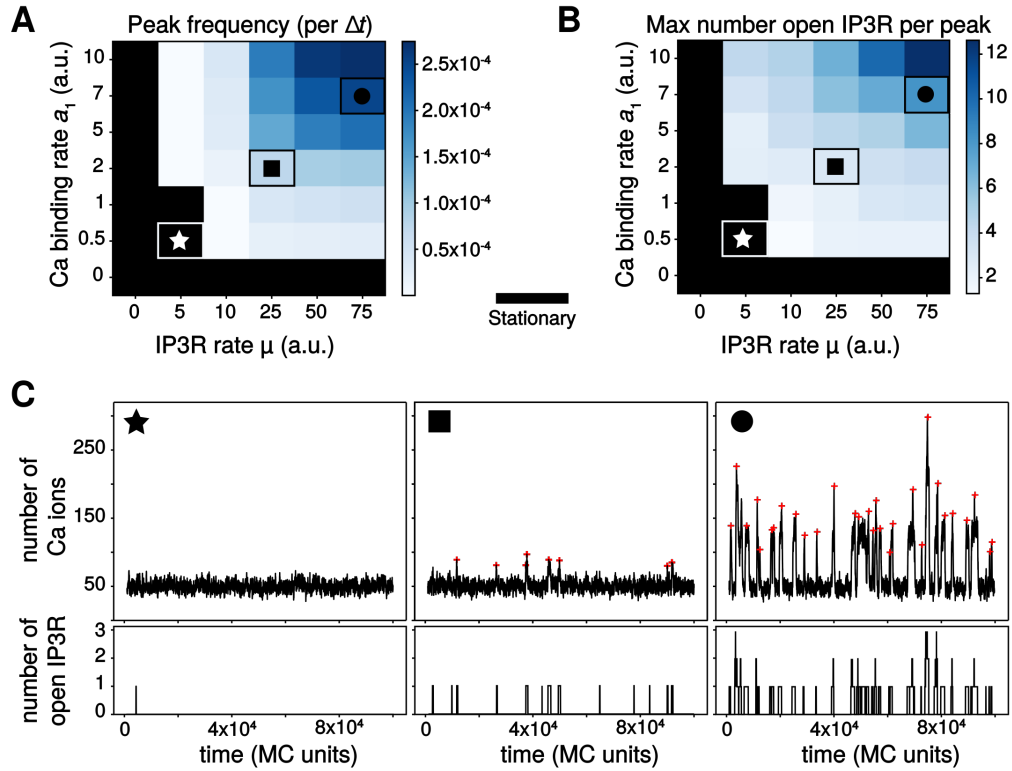 A
Peak frequency (per Δt)
Ca binding rate a1 (a.u.)
10
7
5
2
1
0.5
0
0 5 10 25 50 75
IP3R rate μ (a.u.)
2.5x10-4
2.0x10-4
1.5x10-4
1.0x10-4
0.5x10-4
Stationary
B
Max number open IP3R per peak
Ca binding rate a1 (a.u.)
10
7
5
2
1
0.5
0
0 5 10 25 50 75
IP3R rate μ (a.u.)
12
10
8
6
4
2
C
number of
Ca ions
250
150
50
number of
open IP3R
3
2
1
0
0 4x10⁴ 8x10⁴
time (MC units)
0 4x10⁴ 8x10⁴
time (MC units)
0 4x10⁴ 8x10⁴
time (MC units)